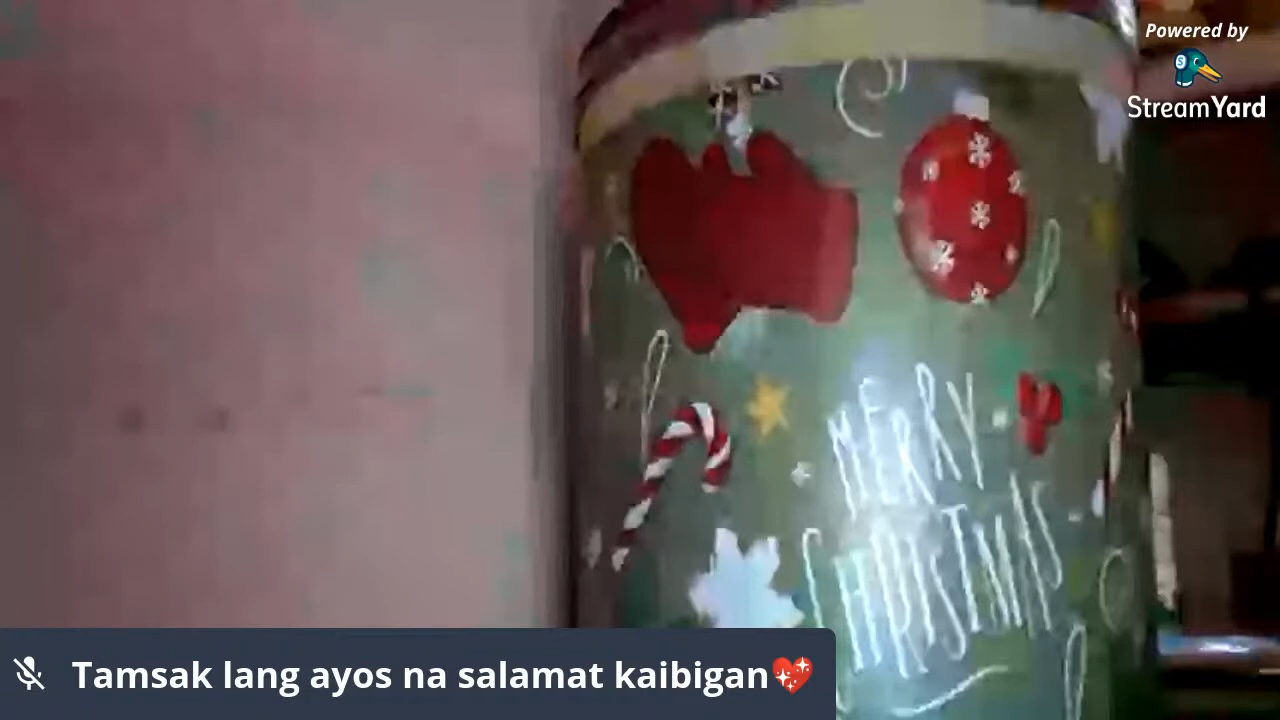 Powered by
StreamYard
MERRY
CHRISTMAS
Tamsak lang ayos na salamat kaibigan💖